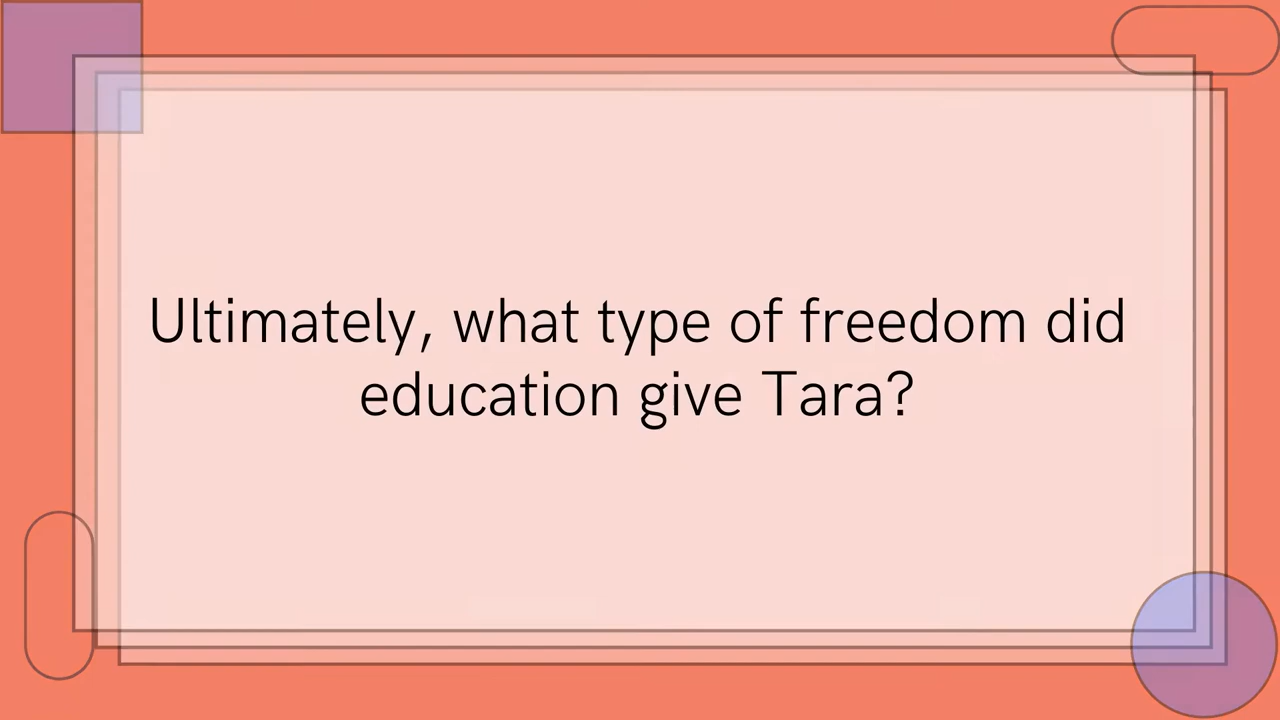 Ultimately, what type of freedom did
education give Tara?